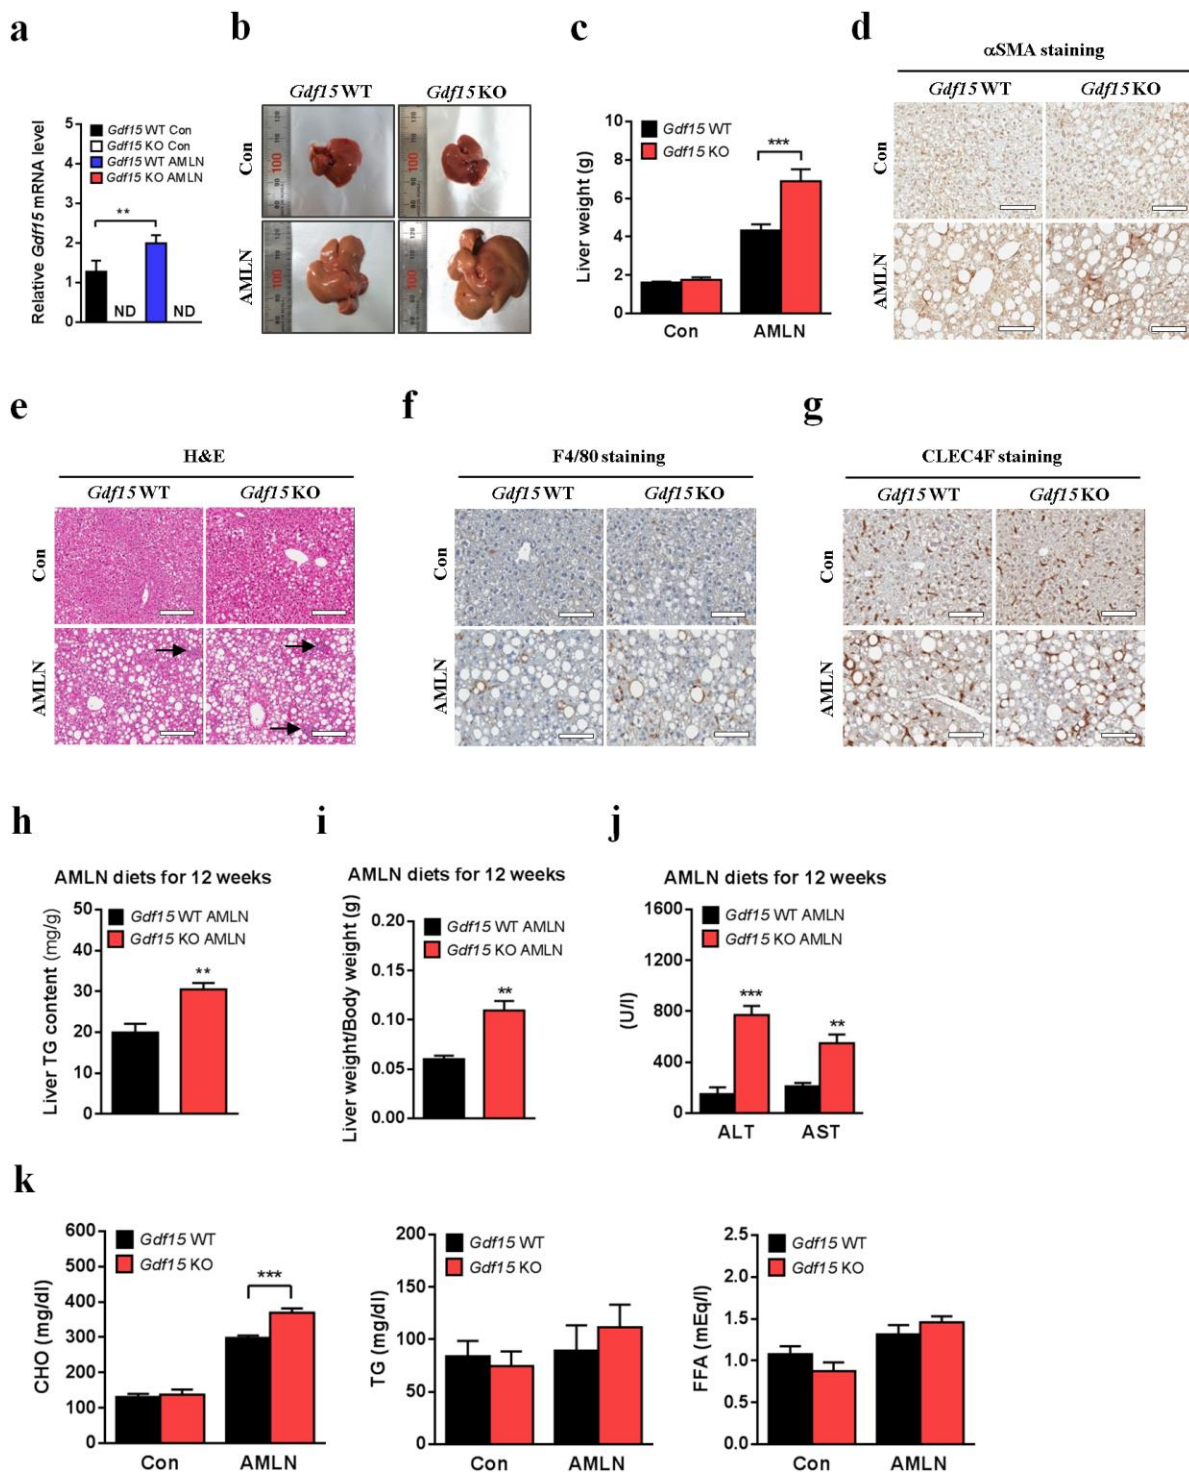 a
b
c
d
Relative Gdf15 mRNA level
5
4
3
2
1
0
Gdf15 WT Con
Gdf15 KO Con
Gdf15 WT AMLN
Gdf15 KO AMLN
**
ND
ND
Gdf15 WT
Gdf15 KO
Con
AMLN
100
100
100
100
Liver weight (g)
10
8
6
4
2
0
Gdf15 WT
Gdf15 KO
***
Con
AMLN
αSMA staining
Gdf15 WT
Gdf15 KO
Con
AMLN
e
f
g
H&E
Gdf15 WT
Gdf15 KO
Con
AMLN
F4/80 staining
Gdf15 WT
Gdf15 KO
Con
AMLN
CLEC4F staining
Gdf15 WT
Gdf15 KO
Con
AMLN
h
i
j
AMLN diets for 12 weeks
Liver TG content (mg/g)
50
40
30
20
10
0
Gdf15 WT AMLN
Gdf15 KO AMLN
**
AMLN diets for 12 weeks
Liver weight/Body weight (g)
0.20
0.15
0.10
0.05
0.00
Gdf15 WT AMLN
Gdf15 KO AMLN
**
AMLN diets for 12 weeks
(U/l)
1600
1200
800
400
0
Gdf15 WT AMLN
Gdf15 KO AMLN
***
**
ALT
AST
k
CHO (mg/dl)
600
500
400
300
200
100
0
Gdf15 WT
Gdf15 KO
***
Con
AMLN
TG (mg/dl)
200
150
100
50
0
Gdf15 WT
Gdf15 KO
Con
AMLN
FFA (mEq/l)
2.5
2.0
1.5
1.0
0.5
0.0
Gdf15 WT
Gdf15 KO
Con
AMLN